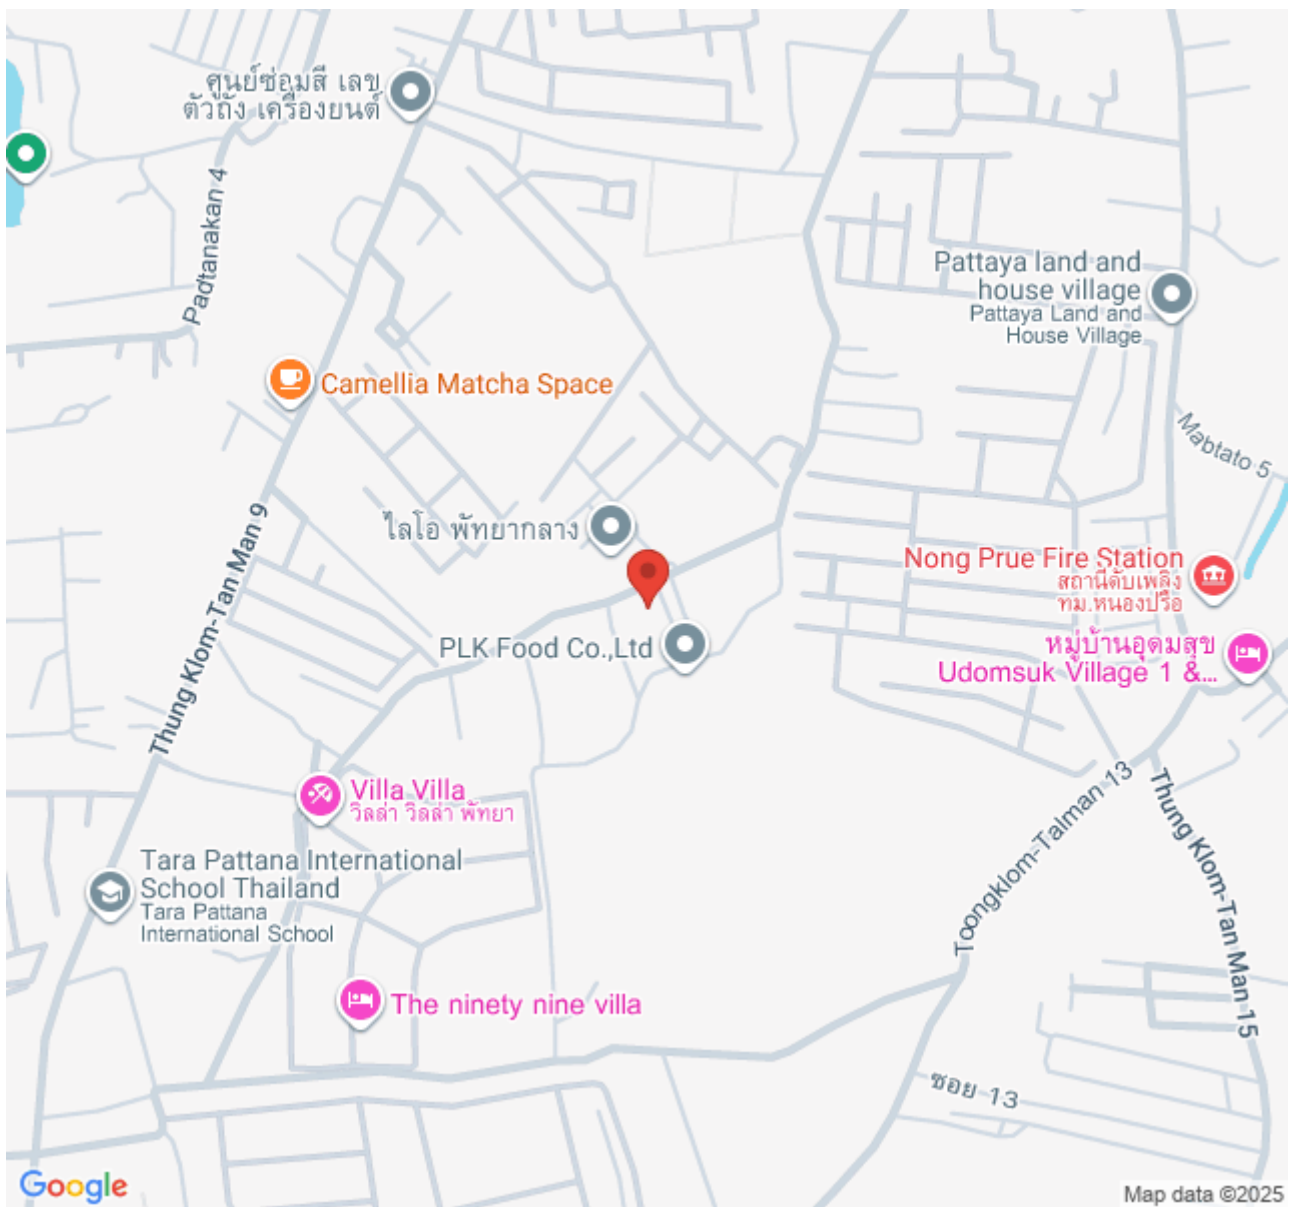 ศูนย์ซ่อมสี เลข
ตัวถัง เครื่องยนต์
Padtanakan 4
Pattaya land and
house village
Pattaya Land and
House Village
Camellia Matcha Space
Mabtato 5
Thung Klom-Tan Man 9
ไลโอ พัทยากลาง
Nong Prue Fire Station
สถานีดับเพลิง
ทม.หนองปรือ
PLK Food Co.,Ltd
หมู่บ้านอุดมสุข
Udomsuk Village 1 &...
Villa Villa
วิลล่า วิลล่า พัทยา
Toongklom-Talman 13
Thung Klom-Tan Man 15
Tara Pattana International
School Thailand
Tara Pattana
International School
The ninety nine villa
ซอย 13
Google
Map data ©2025